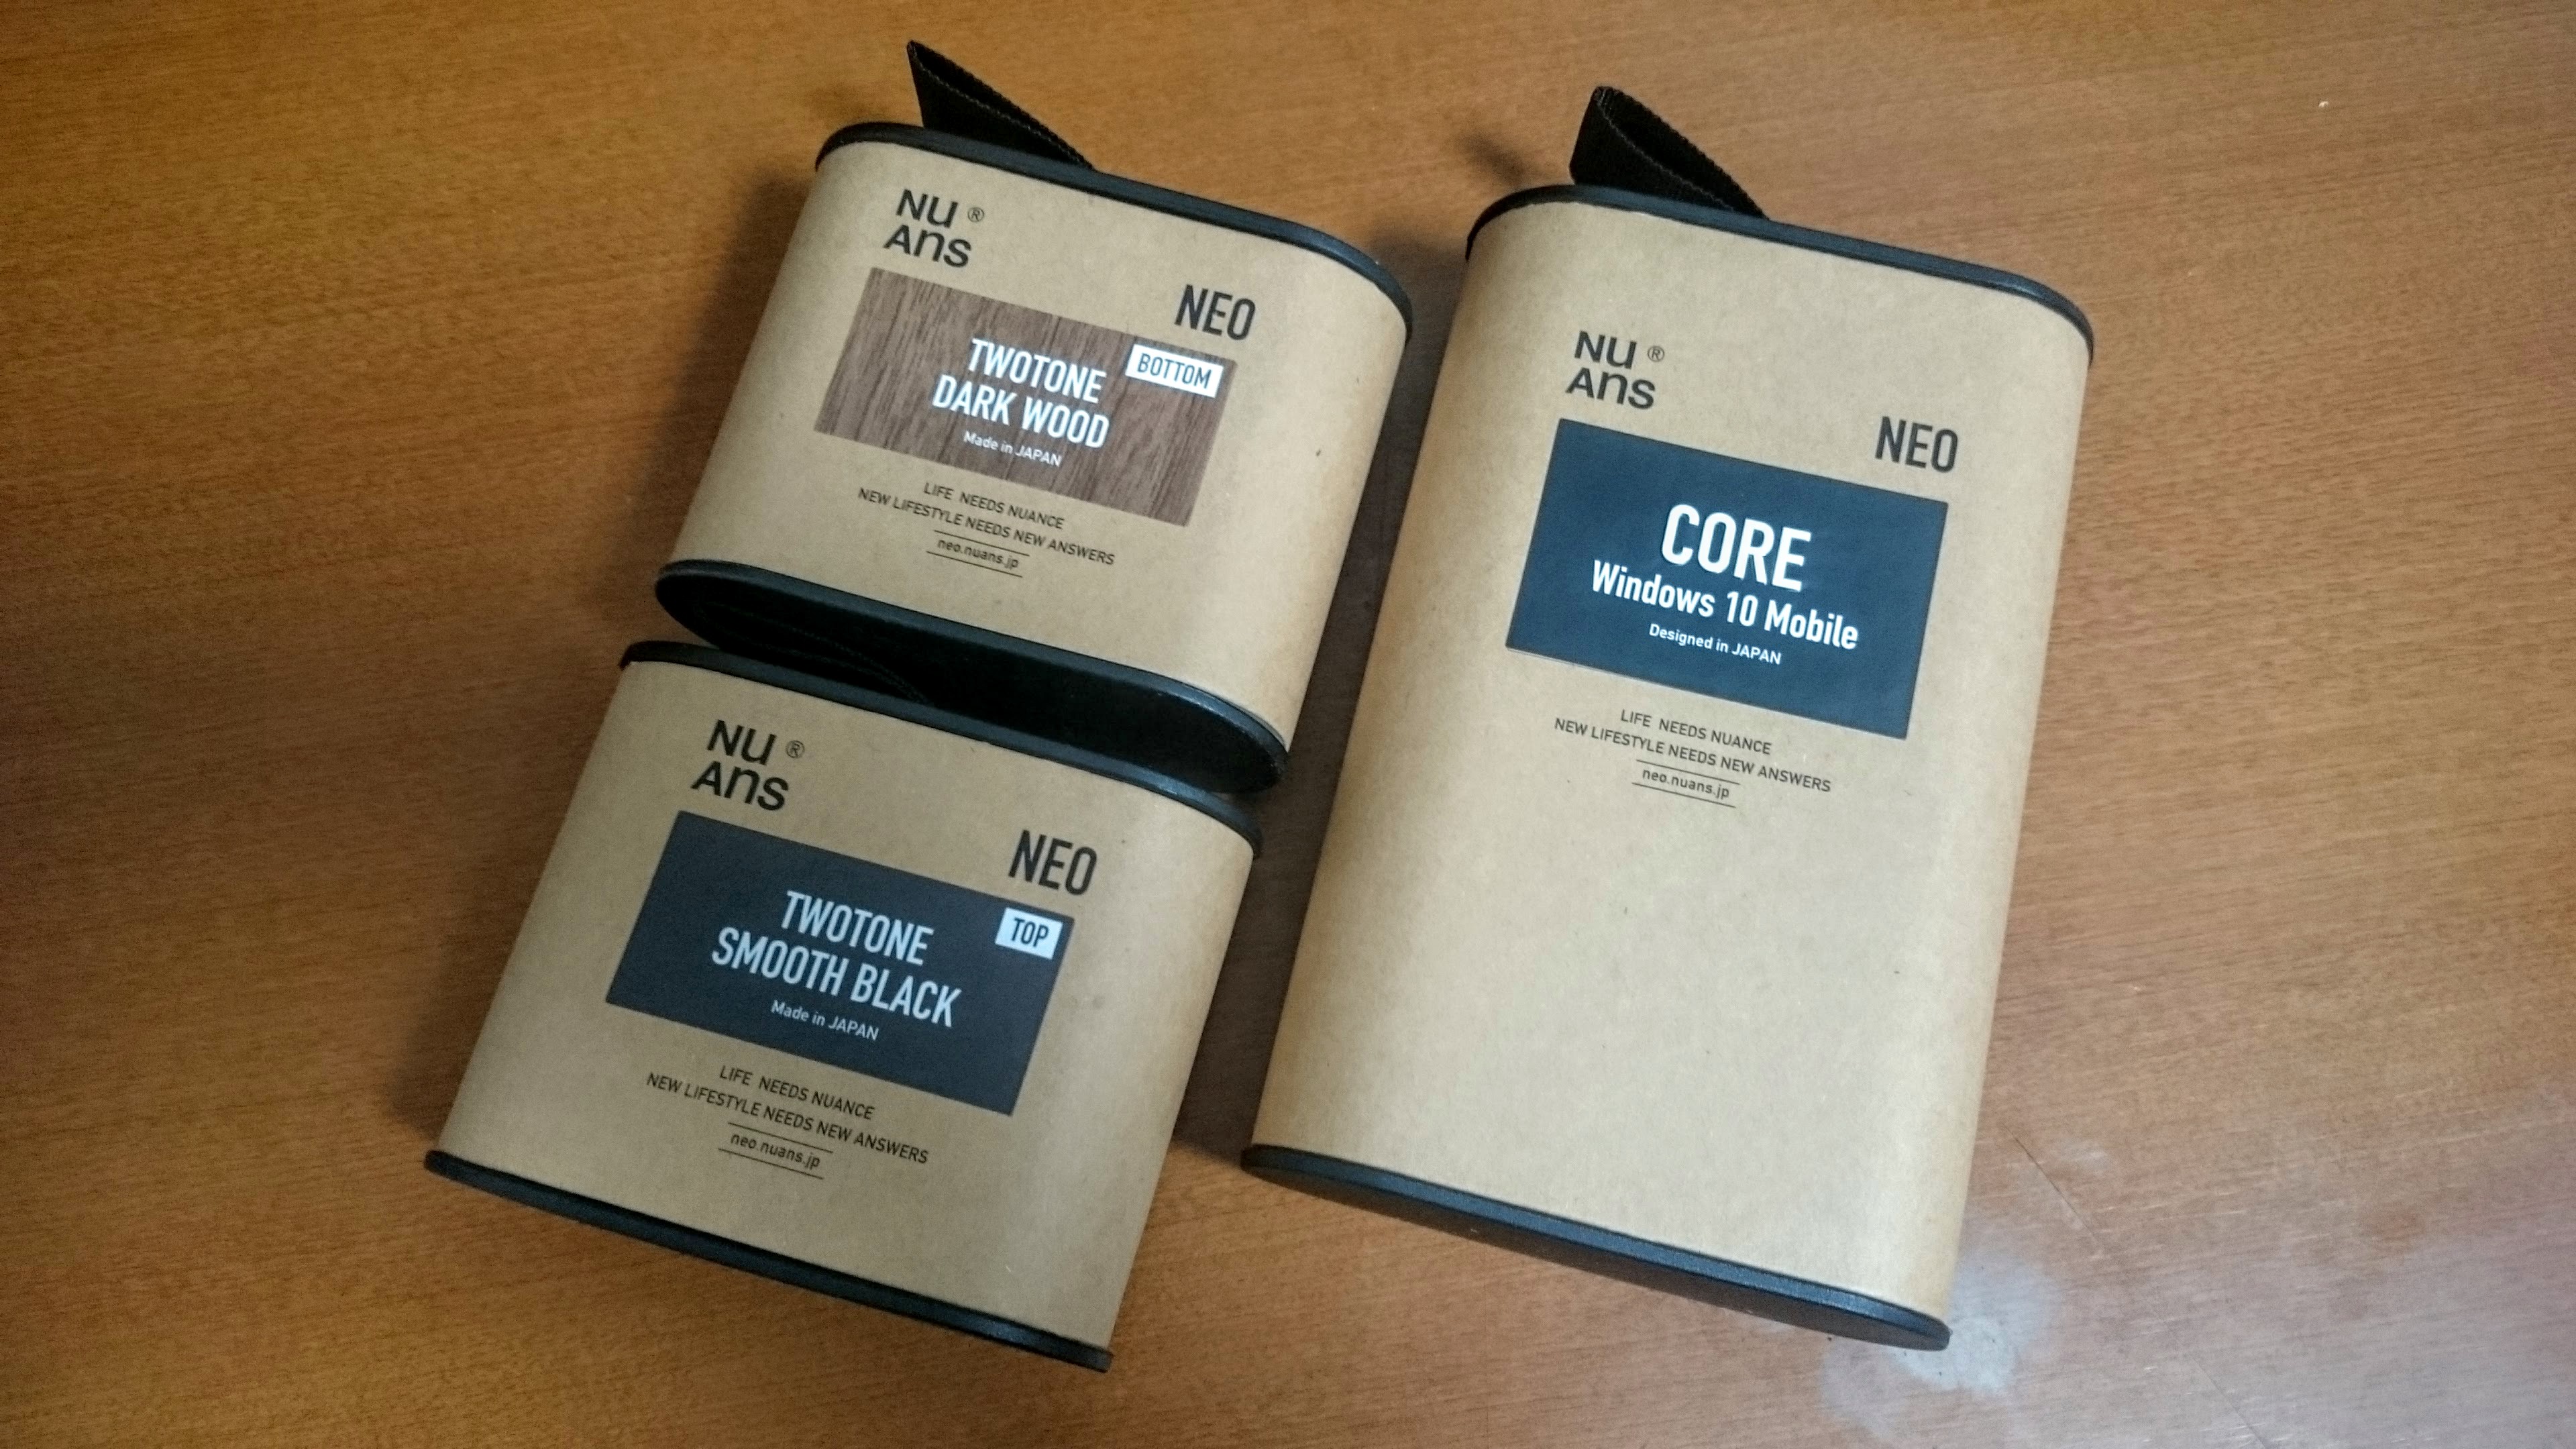 NU ®
Ans
NEO
BOTTOM
TWOTONE
DARK WOOD
Made in JAPAN
LIFE NEEDS NUANCE
NEW LIFESTYLE NEEDS NEW ANSWERS
neo.nuans.jp
NU ®
Ans
NEO
TOP
TWOTONE
SMOOTH BLACK
Made in JAPAN
LIFE NEEDS NUANCE
NEW LIFESTYLE NEEDS NEW ANSWERS
neo.nuans.jp
NU ®
Ans
NEO
CORE
Windows 10 Mobile
Designed in JAPAN
LIFE NEEDS NUANCE
NEW LIFESTYLE NEEDS NEW ANSWERS
neo.nuans.jp